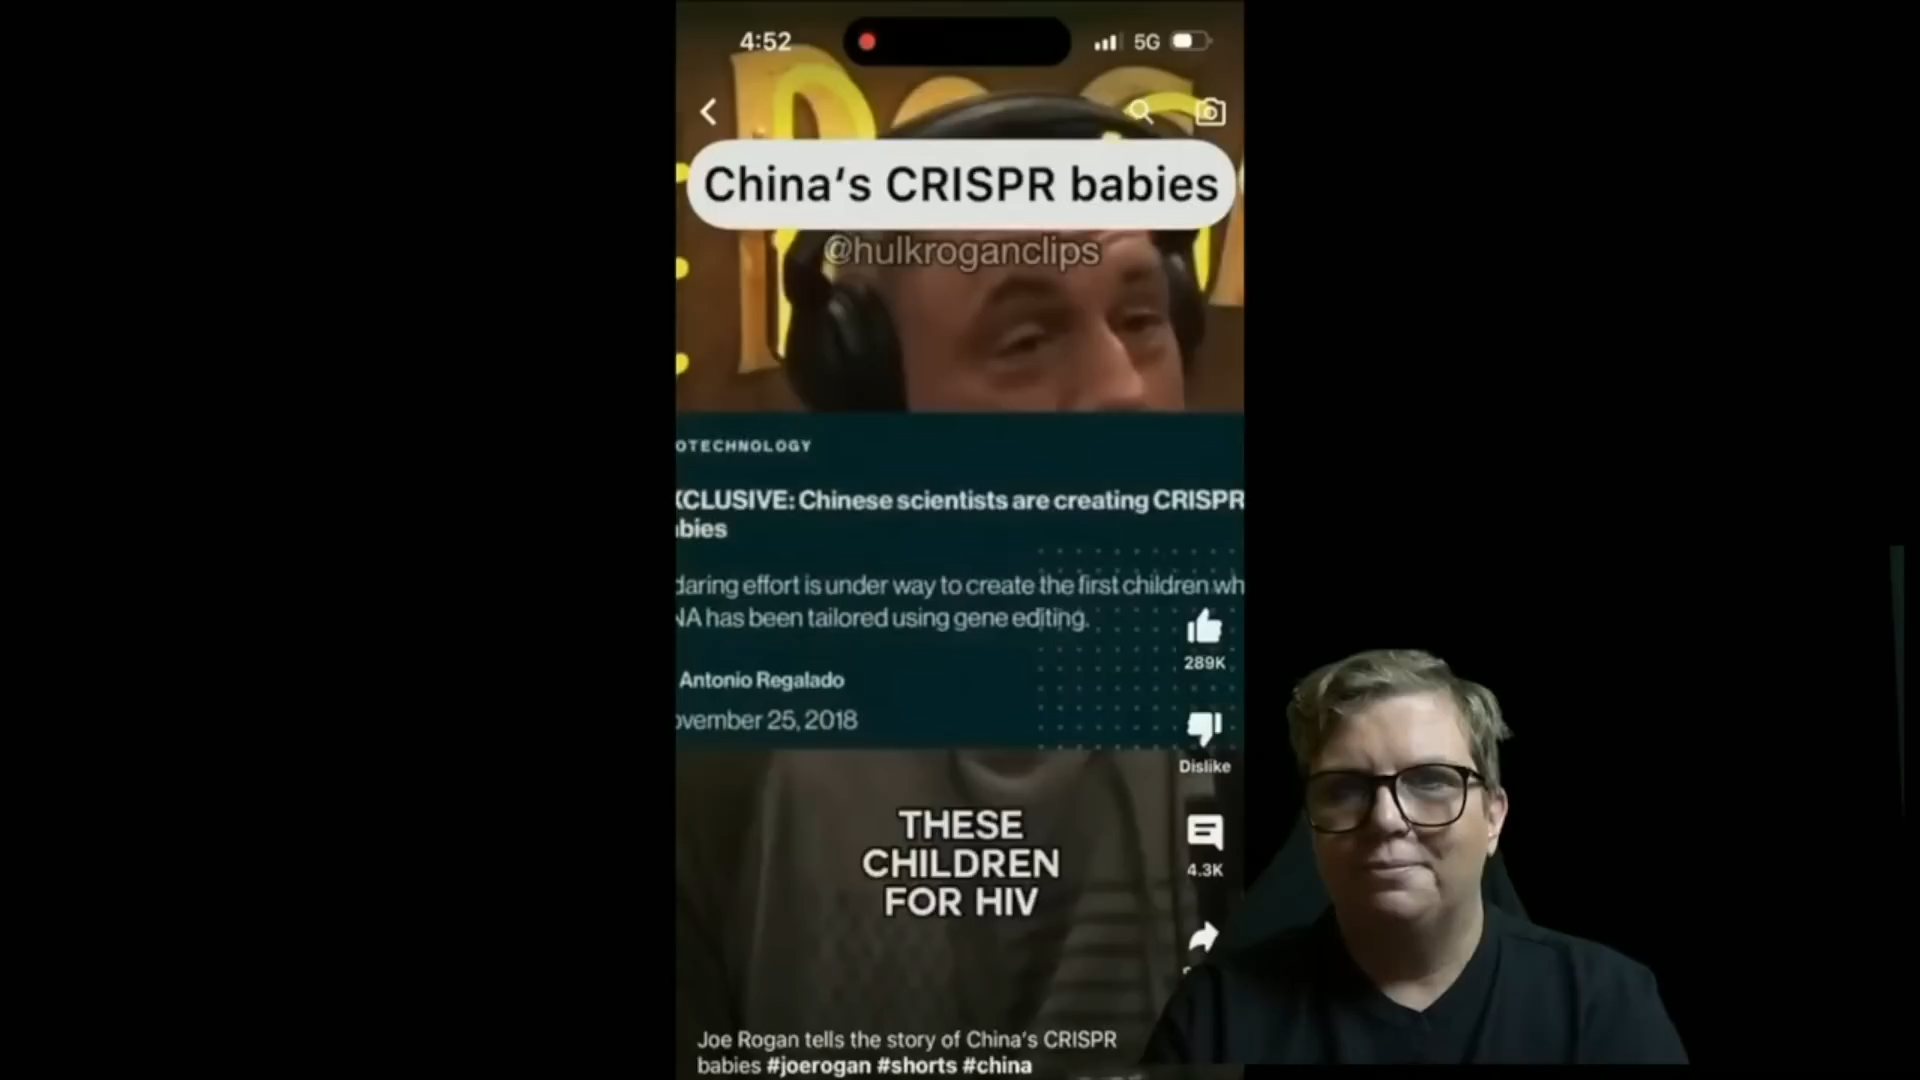 4:52
5G
China's CRISPR babies
@hulkroganclips
OTECHNOLOGY
XCLUSIVE: Chinese scientists are creating CRISPR
bies
daring effort is under way to create the first children wh
NA has been tailored using gene editing.
Antonio Regalado
ovember 25, 2018
289K
Dislike
THESE
CHILDREN
FOR HIV
4.3K
Joe Rogan tells the story of China's CRISPR
babies #joerogan #shorts #china